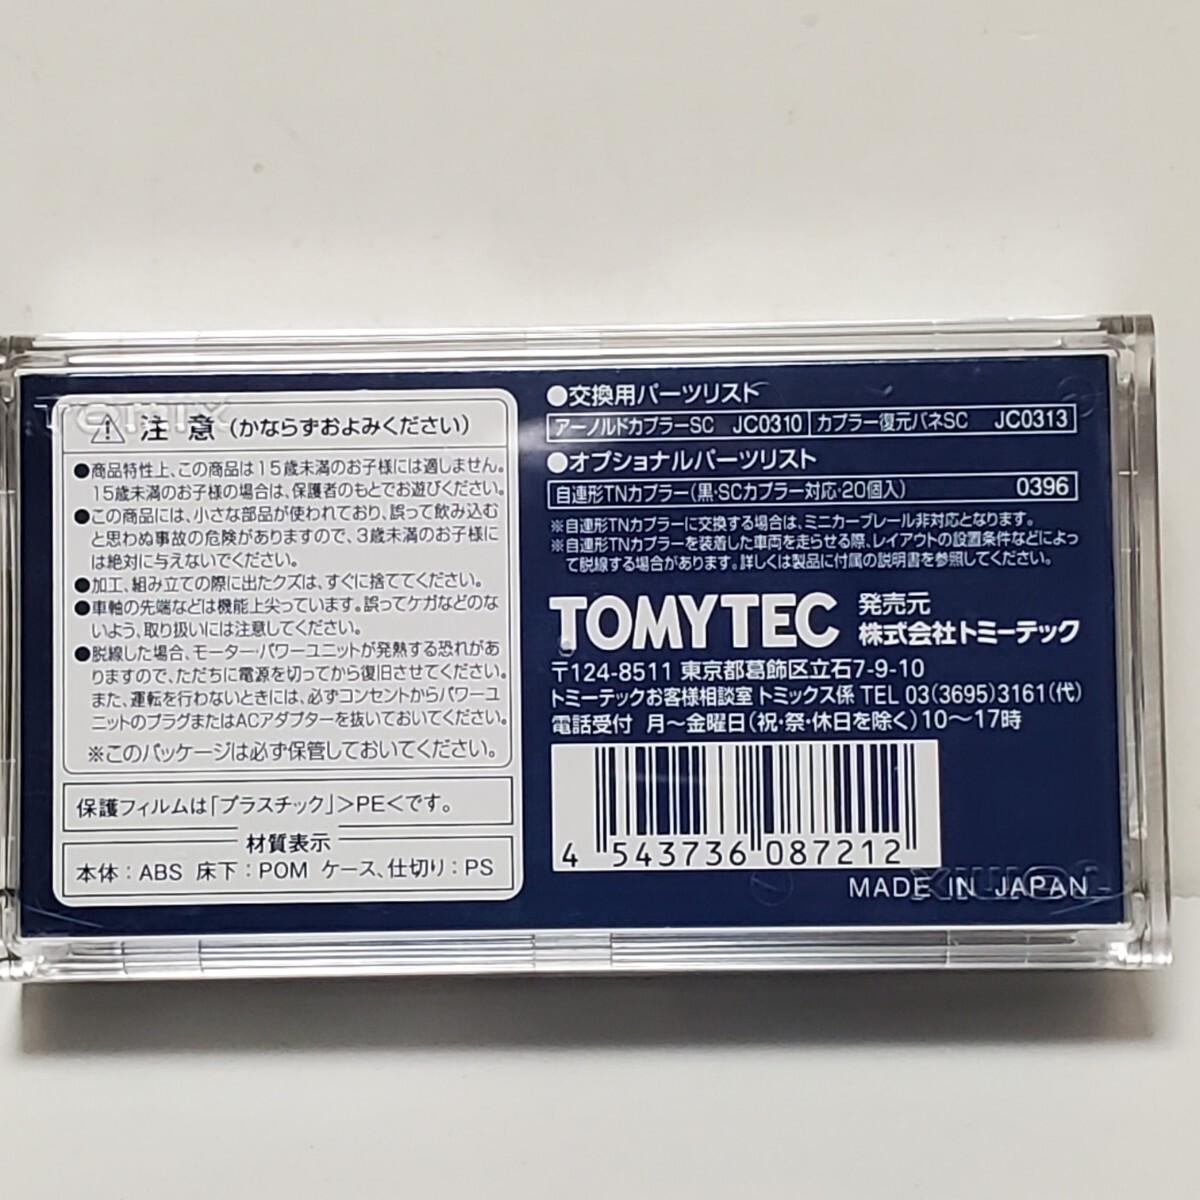 TOMIX
⚠ 注 意 (かならずおよみください)
●商品特性上、この商品は15歳未満のお子様には適しません。
15歳未満のお子様の場合は、保護者のもとでお遊びください。
●この商品には、小さな部品が使われており、誤って飲み込む
と思わぬ事故の危険がありますので、3歳未満のお子様に
は絶対に与えないでください。
●加工、組み立ての際に出たクズは、すぐに捨ててください。
●車軸の先端などは機能上尖っています。誤ってケガなどのな
いよう、取り扱いには注意してください。
●脱線した場合、モーター・パワーユニットが発熱する恐れがあ
りますので、ただちに電源を切ってから復旧させてください。
また、運転を行わないときには、必ずコンセントからパワーユ
ニットのプラグまたはACアダプターを抜いておいてください。
※このパッケージは必ず保管しておいてください。
保護フィルムは「プラスチック」>PE<です。
材質表示
本体：ABS 床下：POM ケース、仕切り：PS
●交換用パーツリスト
アーノルドカプラーSC JC0310 カプラー復元バネSC JC0313
●オプショナルパーツリスト
自連形TNカプラー(黒・SCカプラー対応・20個入) 0396
※自連形TNカプラーに交換する場合は、ミニカーブレール非対応となります。
※自連形TNカプラーを装着した車両を走らせる際、レイアウトの設置条件などによっ
て脱線する場合があります。詳しくは製品に付属の説明書を参照してください。
TOMYTEC 発売元
株式会社トミーテック
〒124-8511 東京都葛飾区立石7-9-10
トミーテックお客様相談室 トミックス係 TEL 03(3695)3161(代)
電話受付 月〜金曜日(祝・祭・休日を除く)10〜17時
4 543736 087212
MADE IN JAPAN
TOMIX